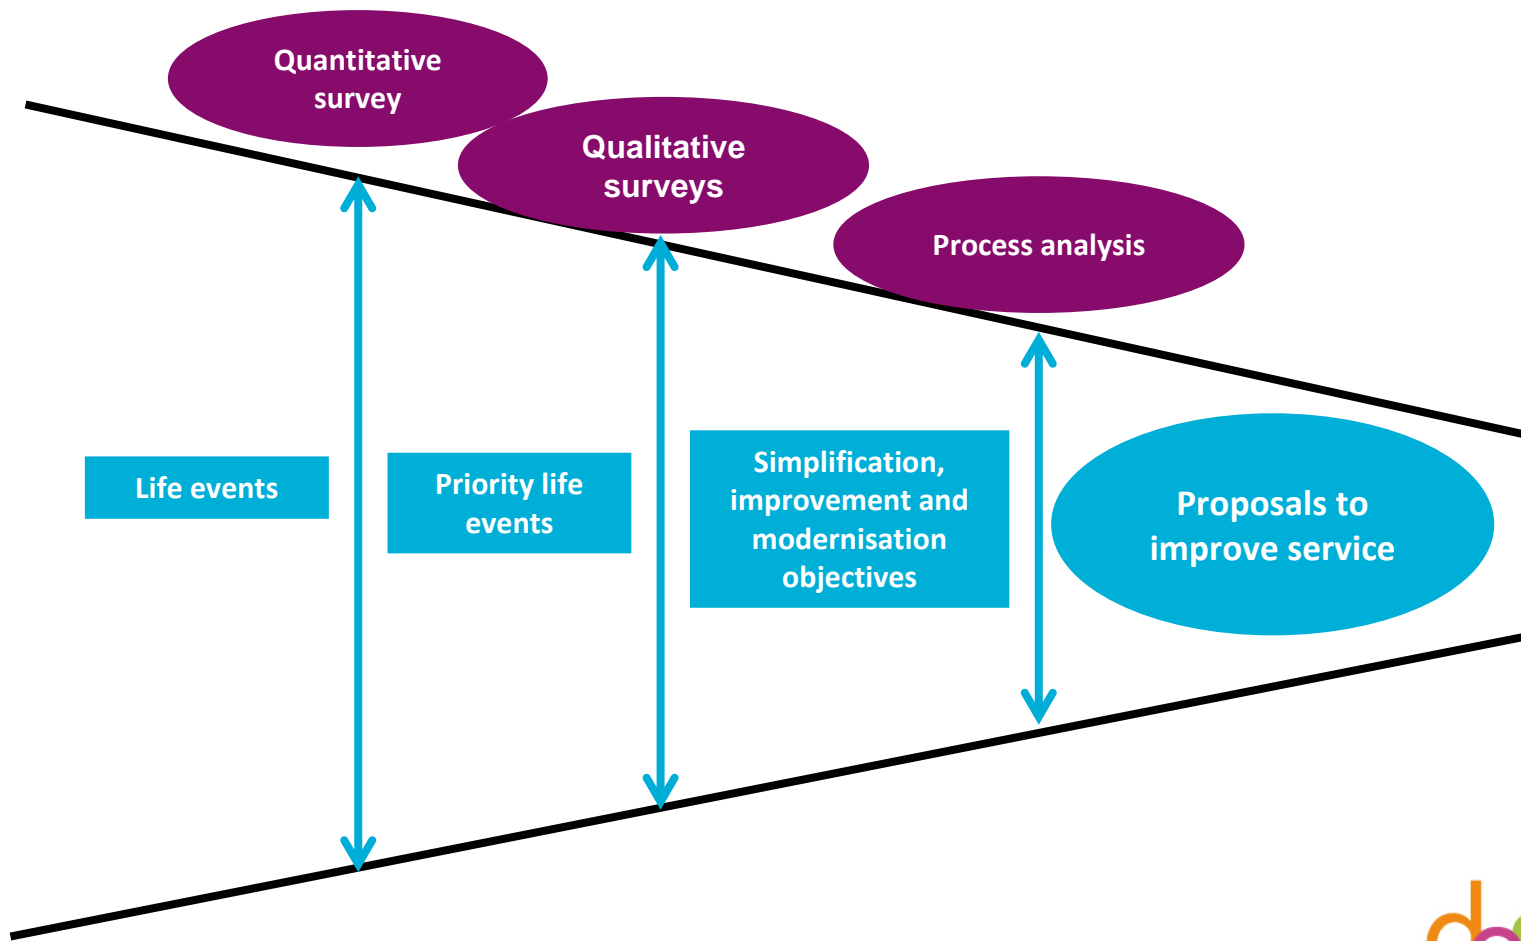 Quantitative
survey
Qualitative
surveys
Process analysis
Life events
Priority life
events
Simplification,
improvement and
modernisation
objectives
Proposals to
improve service